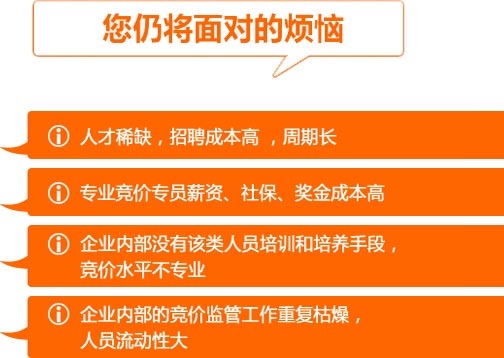 您仍将面对的烦恼
人才稀缺，招聘成本高 ，周期长
专业竞价专员薪资、社保、奖金成本高
企业内部没有该类人员培训和培养手段，
竞价水平不专业
企业内部的竞价监管工作重复枯燥，
人员流动性大